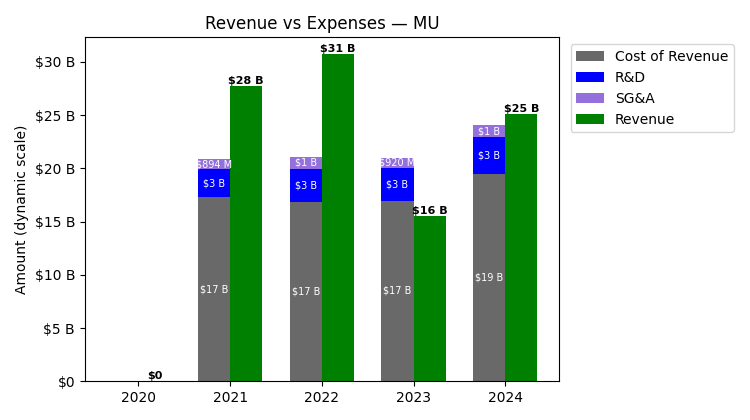 Revenue vs Expenses — MU
Amount (dynamic scale)
$30 B
$25 B
$20 B
$15 B
$10 B
$5 B
$0
$0
$28 B
$894 M
$3 B
$17 B
$31 B
$1 B
$3 B
$17 B
$920 M
$3 B
$17 B
$16 B
$1 B
$3 B
$19 B
$25 B
2020
2021
2022
2023
2024
Cost of Revenue
R&D
SG&A
Revenue